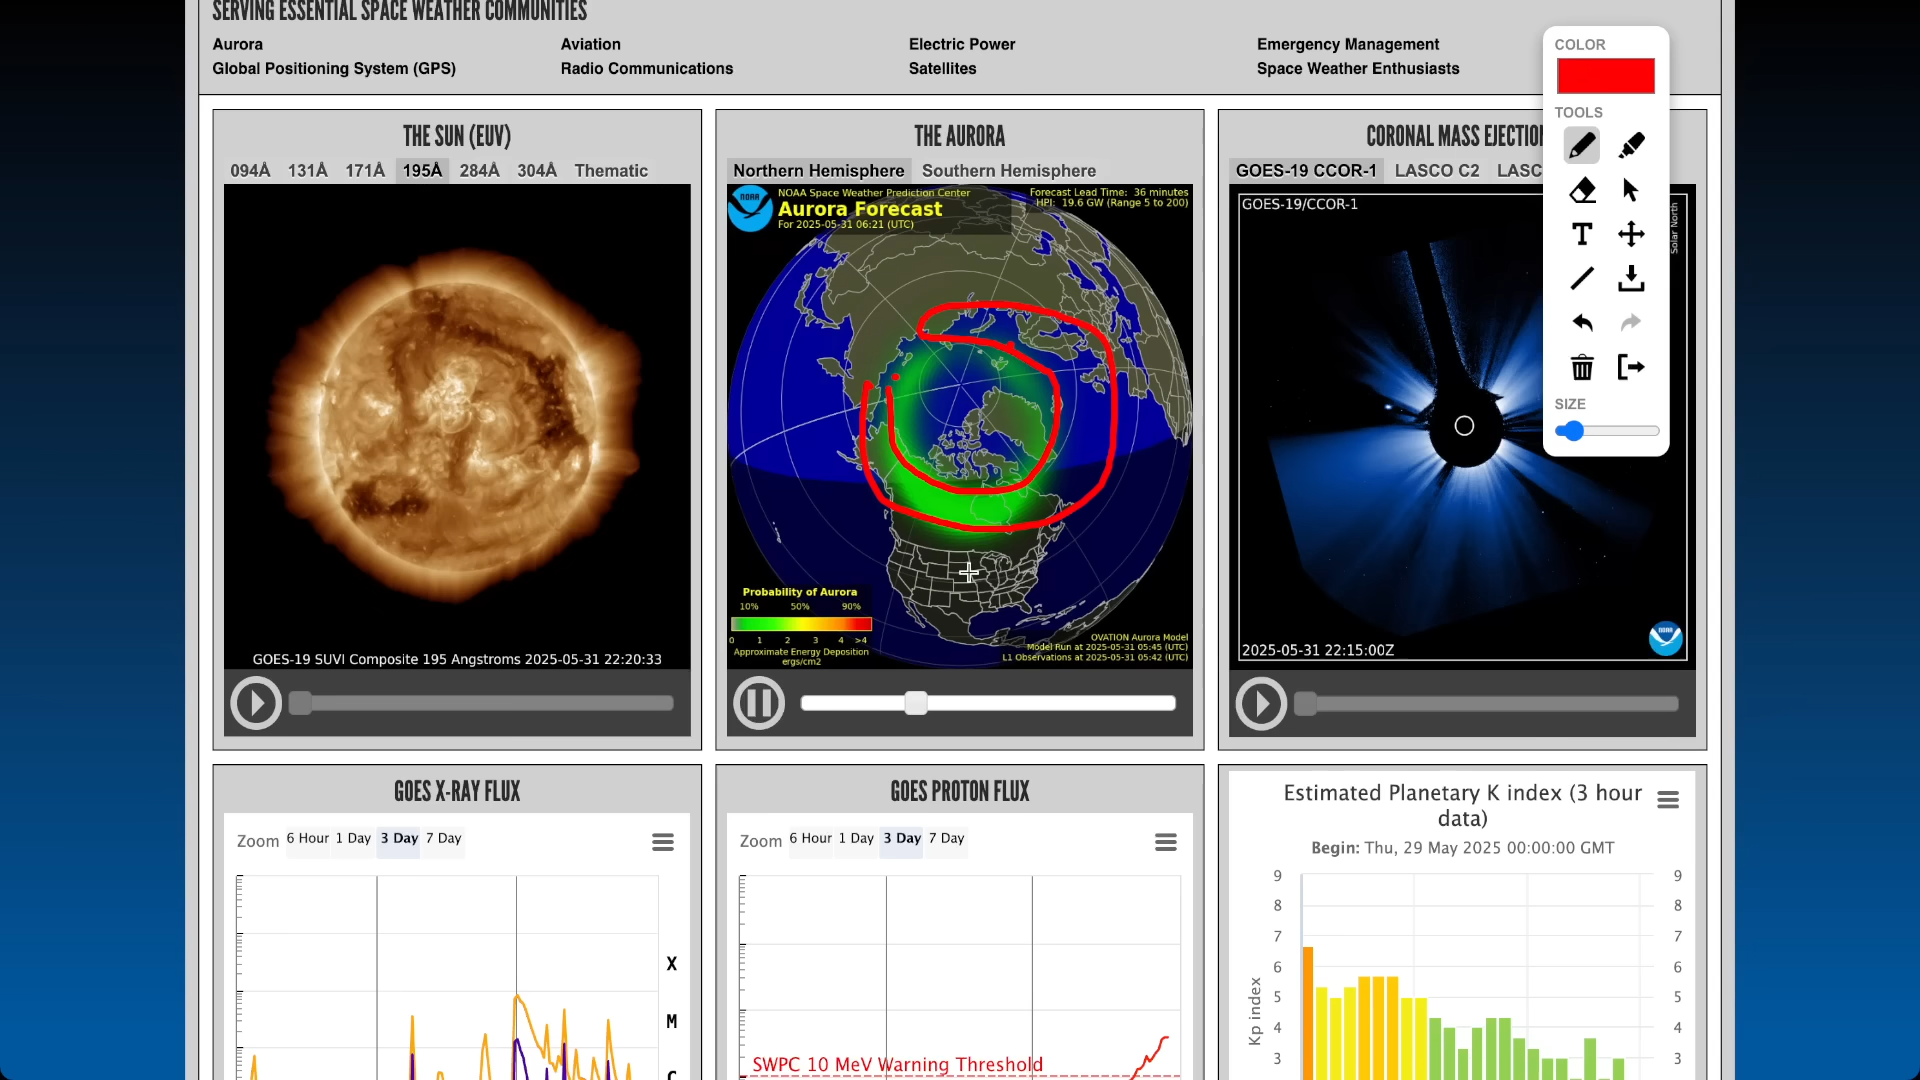 SERVING ESSENTIAL SPACE WEATHER COMMUNITIES
Aurora
Aviation
Electric Power
Emergency Management
Global Positioning System (GPS)
Radio Communications
Satellites
Space Weather Enthusiasts
COLOR
TOOLS
T
SIZE
THE SUN (EUV)
094Å 131Å 171Å 195Å 284Å 304Å Thematic
GOES-19 SUVI Composite 195 Angstroms 2025-05-31 22:20:33
THE AURORA
Northern Hemisphere Southern Hemisphere
NOAA
NOAA Space Weather Prediction Center
Aurora Forecast
For 2025-05-31 06:21 (UTC)
Forecast Lead Time: 36 minutes
HPI: 19.6 GW (Range 5 to 200)
Probability of Aurora
10% 50% 90%
0 1 2 3 4 >4
Approximate Energy Deposition
ergs/cm2
OVATION Aurora Model
Model Run at 2025-05-31 05:45 (UTC)
L1 Observations at 2025-05-31 05:42 (UTC)
CORONAL MASS EJECTIO
GOES-19 CCOR-1 LASCO C2 LASC
GOES-19/CCOR-1
Solar North
2025-05-31 22:15:00Z
NOAA
GOES X-RAY FLUX
Zoom 6 Hour 1 Day 3 Day 7 Day
X
M
C
GOES PROTON FLUX
Zoom 6 Hour 1 Day 3 Day 7 Day
SWPC 10 MeV Warning Threshold
Estimated Planetary K index (3 hour
data)
Begin: Thu, 29 May 2025 00:00:00 GMT
Kp index
9 9
8 8
7 7
6 6
5 5
4 4
3 3